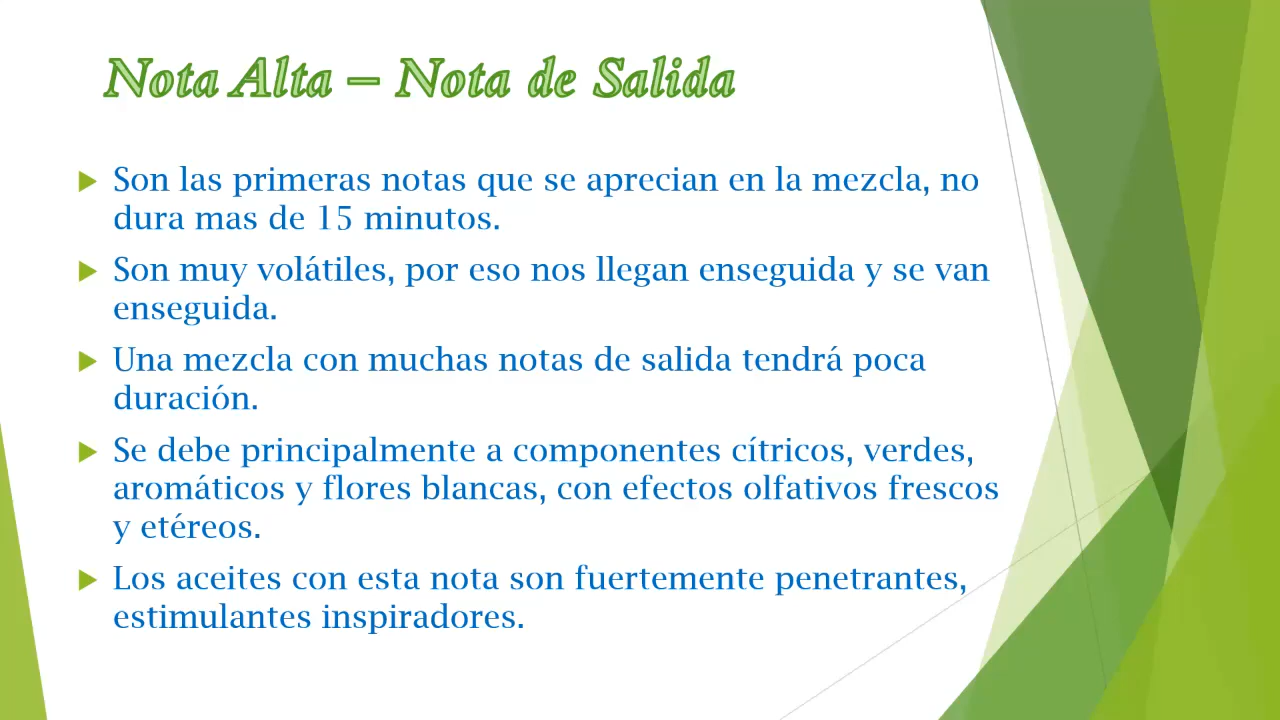 Nota Alta – Nota de Salida
Son las primeras notas que se aprecian en la mezcla, no
dura mas de 15 minutos.
Son muy volátiles, por eso nos llegan enseguida y se van
enseguida.
Una mezcla con muchas notas de salida tendrá poca
duración.
Se debe principalmente a componentes cítricos, verdes,
aromáticos y flores blancas, con efectos olfativos frescos
y etéreos.
Los aceites con esta nota son fuertemente penetrantes,
estimulantes inspiradores.